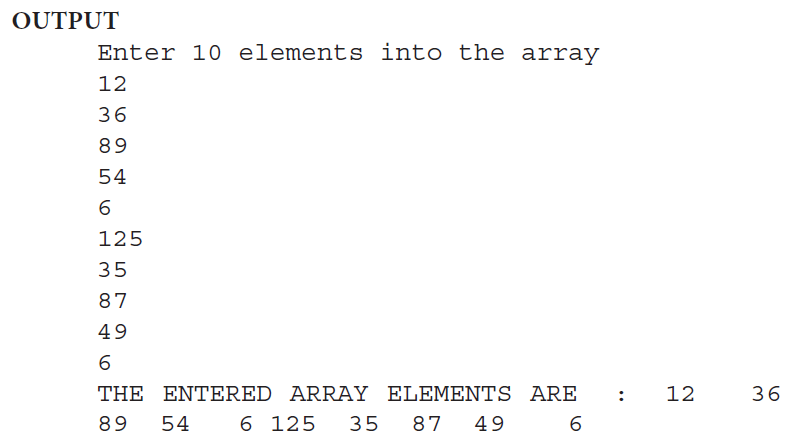 OUTPUT
Enter 10 elements into the array
12
36
89
54
6
125
35
87
49
6
THE ENTERED ARRAY ELEMENTS ARE : 12 36
89 54 6 125 35 87 49 6